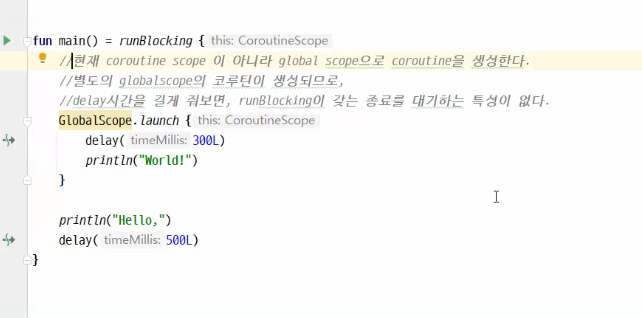 fun main() = runBlocking { this: CoroutineScope
//현재 coroutine scope 이 아니라 global scope으로 coroutine을 생성한다.
//별도의 globalscope의 코루틴이 생성되므로,
//delay시간을 길게 줘보면, runBlocking이 갖는 종료를 대기하는 특성이 없다.
GlobalScope.launch { this: CoroutineScope
delay( timeMillis: 300L)
println("World!")
}
println("Hello,")
delay( timeMillis: 500L)
}